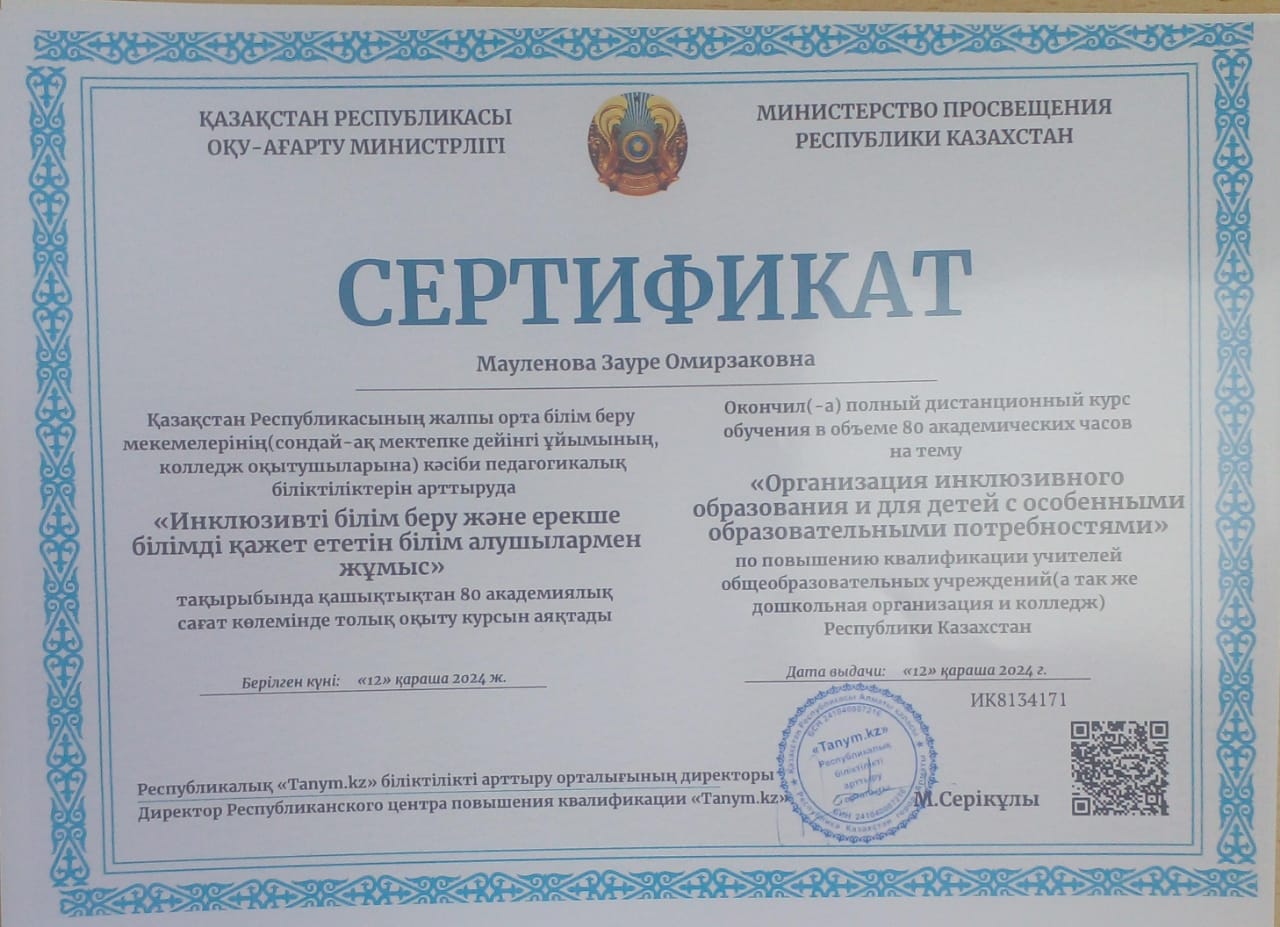 ҚАЗАҚСТАН РЕСПУБЛИКАСЫ
ОҚУ-АҒАРТУ МИНИСТРЛІГІ
МИНИСТЕРСТВО ПРОСВЕЩЕНИЯ
РЕСПУБЛИКИ КАЗАХСТАН
СЕРТИФИКАТ
Мауленова Зауре Омирзаковна
Қазақстан Республикасының жалпы орта білім беру
мекемелерінің(сондай-ақ мектепке дейінгі ұйымының,
колледж оқытушыларына) кәсіби педагогикалық
біліктіліктерін арттыруда
«Инклюзивті білім беру және ерекше
білімді қажет ететін білім алушылармен
жұмыс»
тақырыбында қашықтықтан 80 академиялық
сағат көлемінде толық оқыту курсын аяқтады
Берілген күні: «12» қараша 2024 ж.
Окончил(-а) полный дистанционный курс
обучения в объеме 80 академических часов
на тему
«Организация инклюзивного
образования и для детей с особенными
образовательными потребностями»
по повышению квалификации учителей
общеобразовательных учреждений(а так же
дошкольная организация и колледж)
Республики Казахстан
Дата выдачи: «12» қараша 2024 г.
ИК8134171
Республикалық «Tanym.kz» біліктілікті арттыру орталығының директоры
Директор Республиканского центра повышения квалификации «Tanym.kz»
М.Серікұлы
«Tanym.kz»
Республикалық
біліктілікті
арттыру